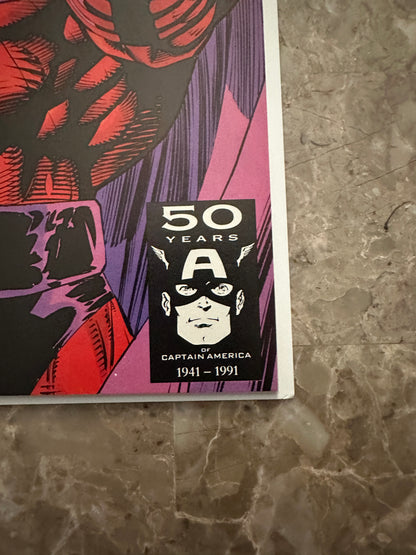 50
YEARS
A
OF
CAPTAIN AMERICA
1941 – 1991